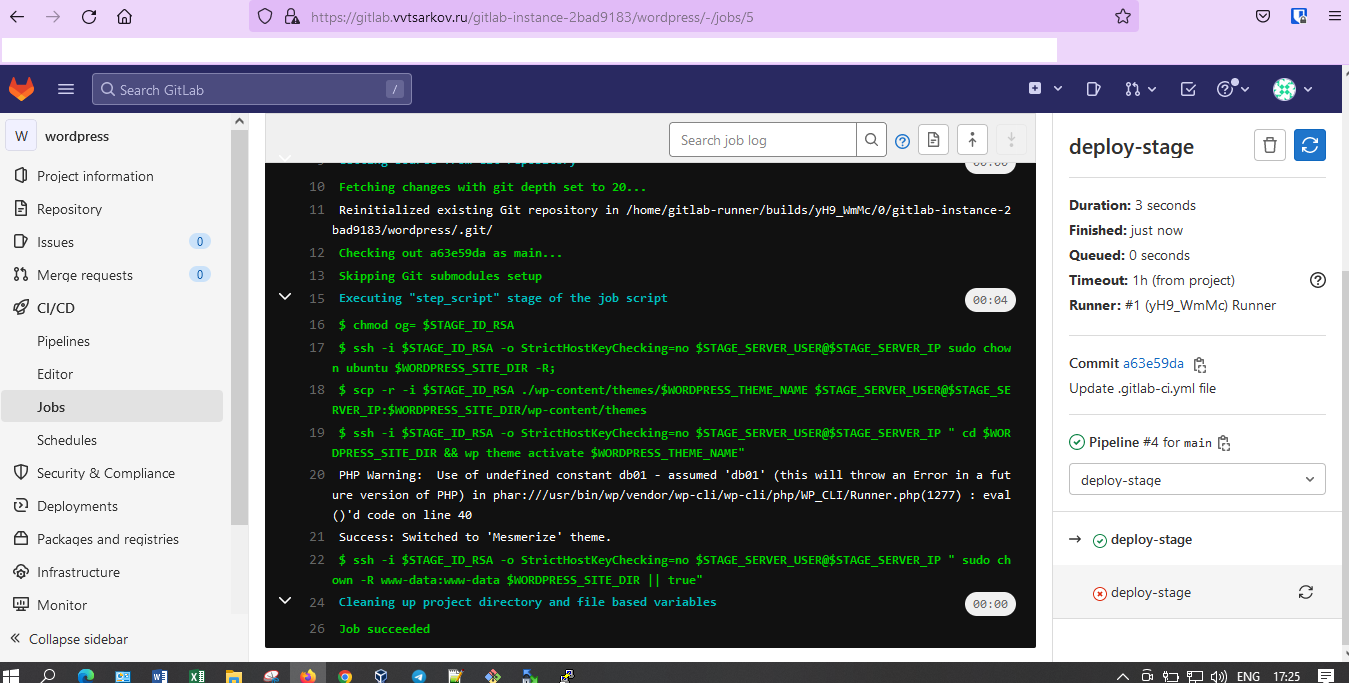 https://gitlab.vvtsarkov.ru/gitlab-instance-2bad9183/wordpress/-/jobs/5
Search GitLab /
W wordpress
Project information
Repository
Issues 0
Merge requests 0
CI/CD
Pipelines
Editor
Jobs
Schedules
Security & Compliance
Deployments
Packages and registries
Infrastructure
Monitor
Collapse sidebar
Search job log
10 Fetching changes with git depth set to 20...
11 Reinitialized existing Git repository in /home/gitlab-runner/builds/yH9_WmMc/0/gitlab-instance-2
bad9183/wordpress/.git/
12 Checking out a63e59da as main...
13 Skipping Git submodules setup
15 Executing "step_script" stage of the job script 00:04
16 $ chmod og= $STAGE_ID_RSA
17 $ ssh -i $STAGE_ID_RSA -o StrictHostKeyChecking=no $STAGE_SERVER_USER@$STAGE_SERVER_IP sudo chow
n ubuntu $WORDPRESS_SITE_DIR -R;
18 $ scp -r -i $STAGE_ID_RSA ./wp-content/themes/$WORDPRESS_THEME_NAME $STAGE_SERVER_USER@$STAGE_SE
RVER_IP:$WORDPRESS_SITE_DIR/wp-content/themes
19 $ ssh -i $STAGE_ID_RSA -o StrictHostKeyChecking=no $STAGE_SERVER_USER@$STAGE_SERVER_IP " cd $WOR
DPRESS_SITE_DIR && wp theme activate $WORDPRESS_THEME_NAME"
20 PHP Warning:  Use of undefined constant db01 - assumed 'db01' (this will throw an Error in a fut
ure version of PHP) in phar:///usr/bin/wp/vendor/wp-cli/wp-cli/php/WP_CLI/Runner.php(1277) : eval
()'d code on line 40
21 Success: Switched to 'Mesmerize' theme.
22 $ ssh -i $STAGE_ID_RSA -o StrictHostKeyChecking=no $STAGE_SERVER_USER@$STAGE_SERVER_IP " sudo ch
own -R www-data:www-data $WORDPRESS_SITE_DIR || true"
24 Cleaning up project directory and file based variables 00:00
26 Job succeeded
deploy-stage
Duration: 3 seconds
Finished: just now
Queued: 0 seconds
Timeout: 1h (from project)
Runner: #1 (yH9_WmMc) Runner
Commit a63e59da
Update .gitlab-ci.yml file
Pipeline #4 for main
deploy-stage
deploy-stage
deploy-stage
ENG 17:25